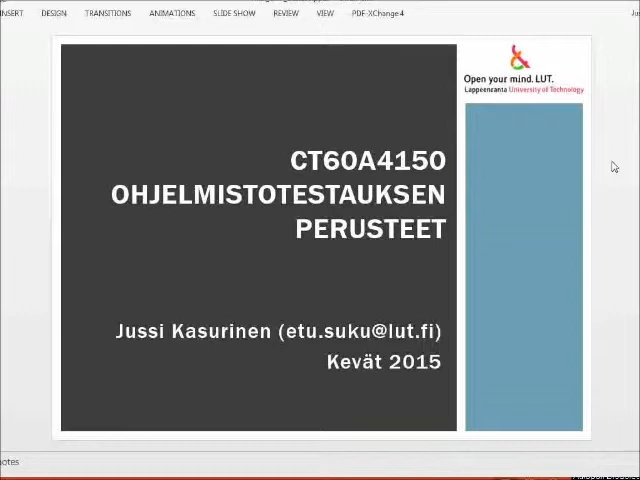 INSERT DESIGN TRANSITIONS ANIMATIONS SLIDE SHOW REVIEW VIEW PDF-XChange 4
Open your mind. LUT.
Lappeenranta University of Technology
CT60A4150
OHJELMISTOTESTAUKSEN
PERUSTEET
Jussi Kasurinen (etu.suku@lut.fi)
Kevät 2015
notes